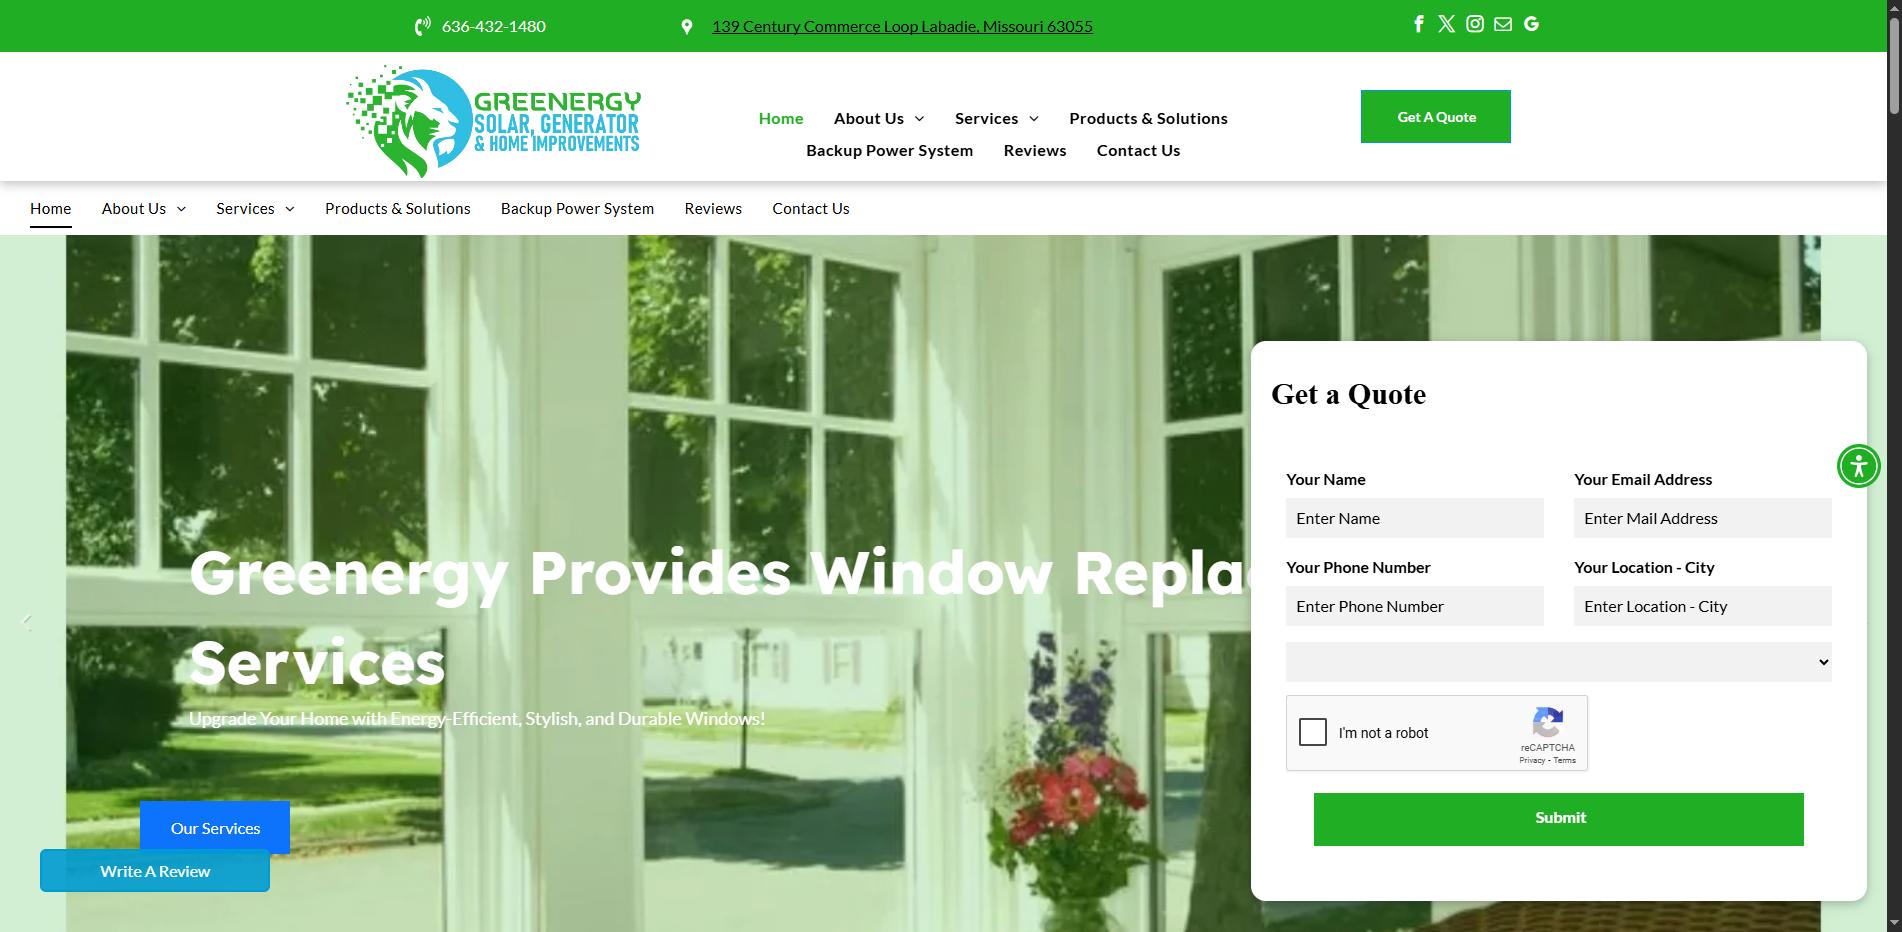 636-432-1480
139 Century Commerce Loop Labadie, Missouri 63055
GREENERGY
SOLAR, GENERATOR
& HOME IMPROVEMENTS
Home About Us Services Products & Solutions
Backup Power System Reviews Contact Us
Get A Quote
Home About Us Services Products & Solutions Backup Power System Reviews Contact Us
Greenergy Provides Window Repla
Services
Upgrade Your Home with Energy-Efficient, Stylish, and Durable Windows!
Our Services
Write A Review
Get a Quote
Your Name Your Email Address
Enter Name Enter Mail Address
Your Phone Number Your Location - City
Enter Phone Number Enter Location - City
I'm not a robot
reCAPTCHA
Privacy - Terms
Submit